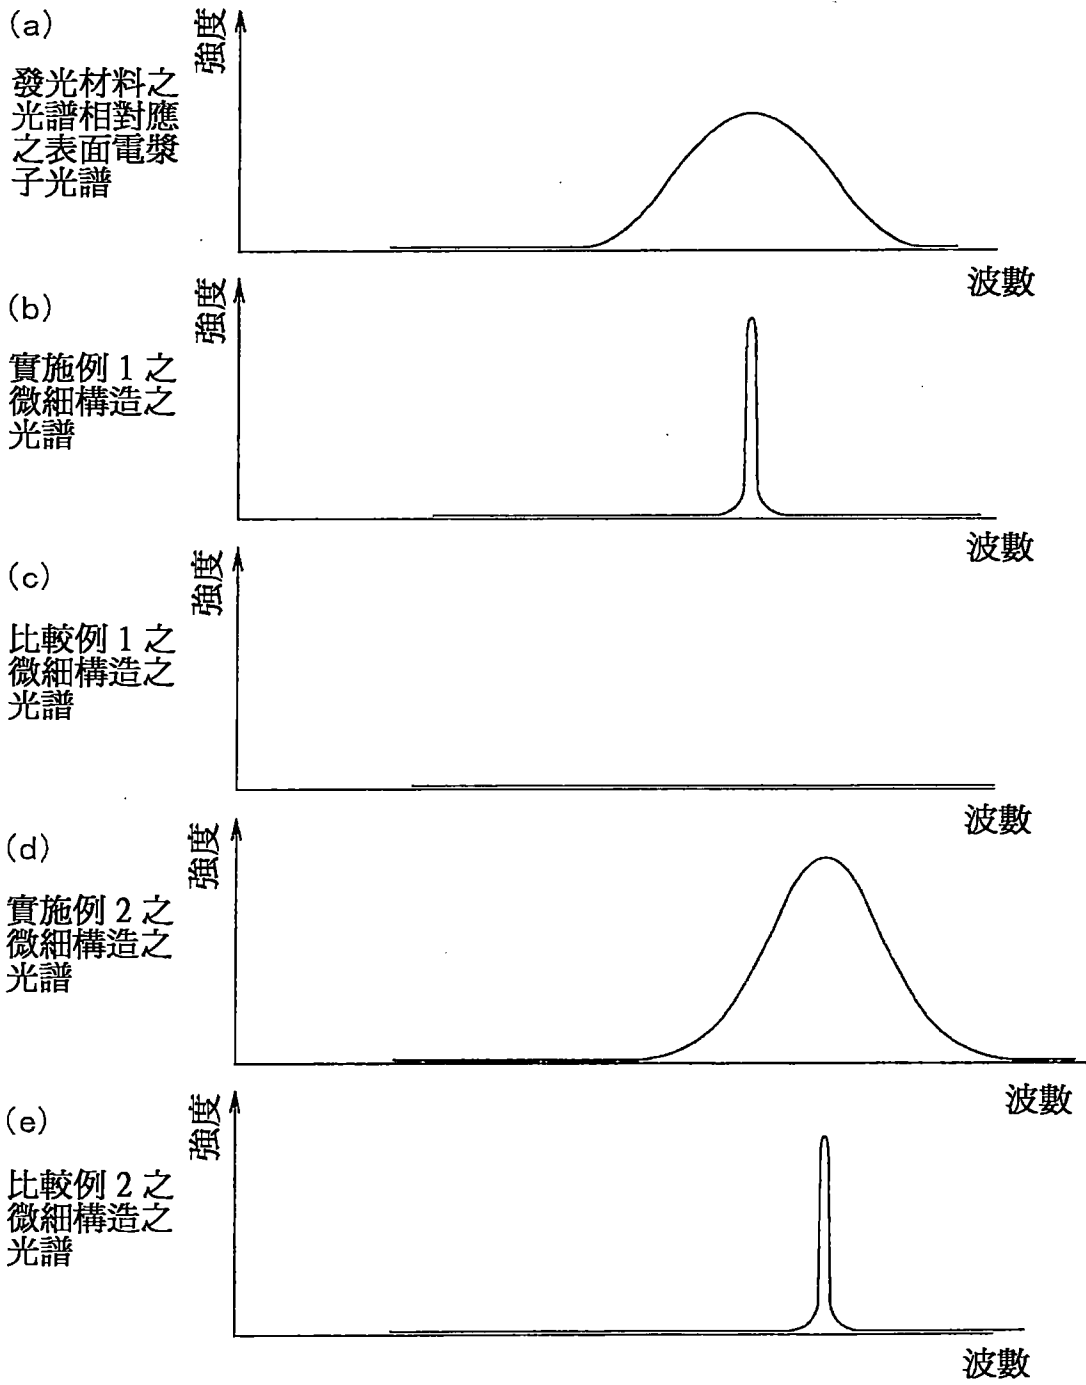 (a)
強度
發光材料之
光譜相對應
之表面電漿
子光譜
波數
(b)
強度
實施例 1 之
微細構造之
光譜
波數
(c)
強度
比較例 1 之
微細構造之
光譜
波數
(d)
強度
實施例 2 之
微細構造之
光譜
波數
(e)
強度
比較例 2 之
微細構造之
光譜
波數